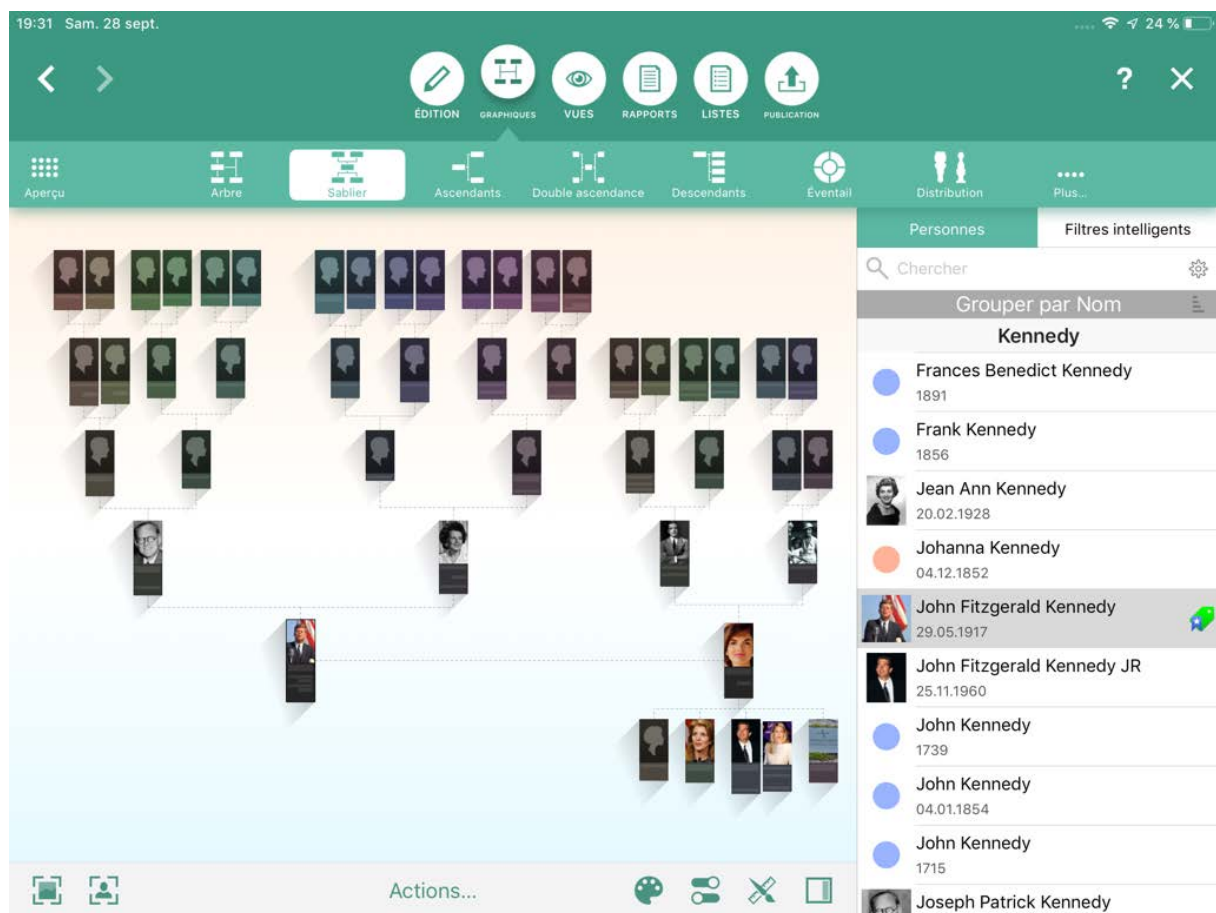 19:31 Sam. 28 sept.
24 %
?
ÉDITION
GRAPHIQUES
VUES
RAPPORTS
LISTES
PUBLICATION
Aperçu
Arbre
Sablier
Ascendants
Double ascendance
Descendants
Éventail
Distribution
Plus...
Personnes
Filtres intelligents
Chercher
Grouper par Nom
Kennedy
Frances Benedict Kennedy
1891
Frank Kennedy
1856
Jean Ann Kennedy
20.02.1928
Johanna Kennedy
04.12.1852
John Fitzgerald Kennedy
29.05.1917
John Fitzgerald Kennedy JR
25.11.1960
John Kennedy
1739
John Kennedy
04.01.1854
John Kennedy
1715
Joseph Patrick Kennedy
Actions...